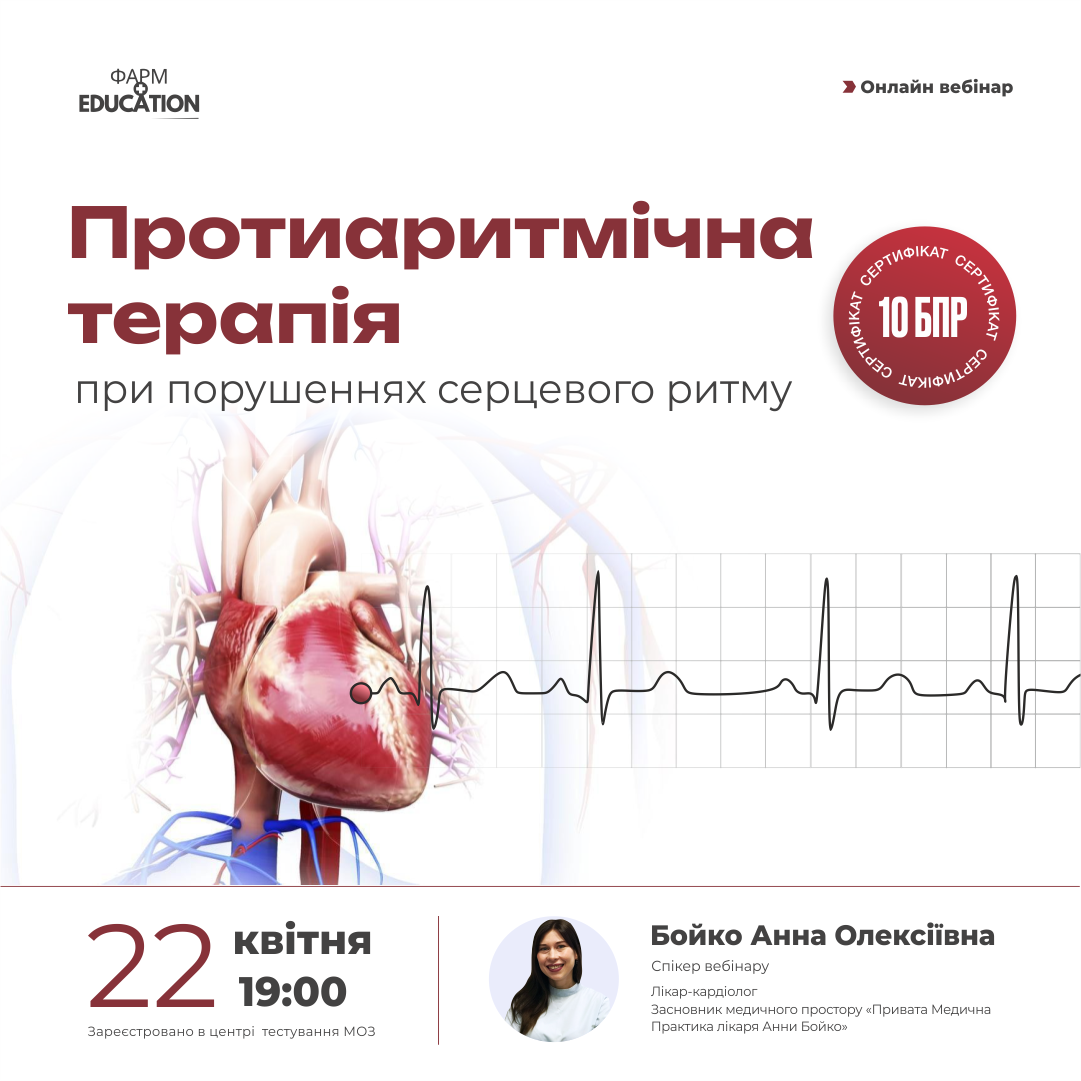 ФАРМ
EDUCATION
Онлайн вебінар
Протиаритмічна
терапія
при порушеннях серцевого ритму
СЕРТИФІКАТ СЕРТИФІКАТ СЕРТИФІКАТ СЕРТИФІКАТ СЕРТИФІКАТ
10 БПР
22 квітня
19:00
Зареєстровано в центрі тестування МОЗ
Бойко Анна Олексіївна
Спікер вебінару
Лікар-кардіолог
Засновник медичного простору «Привата Медична
Практика лікаря Анни Бойко»